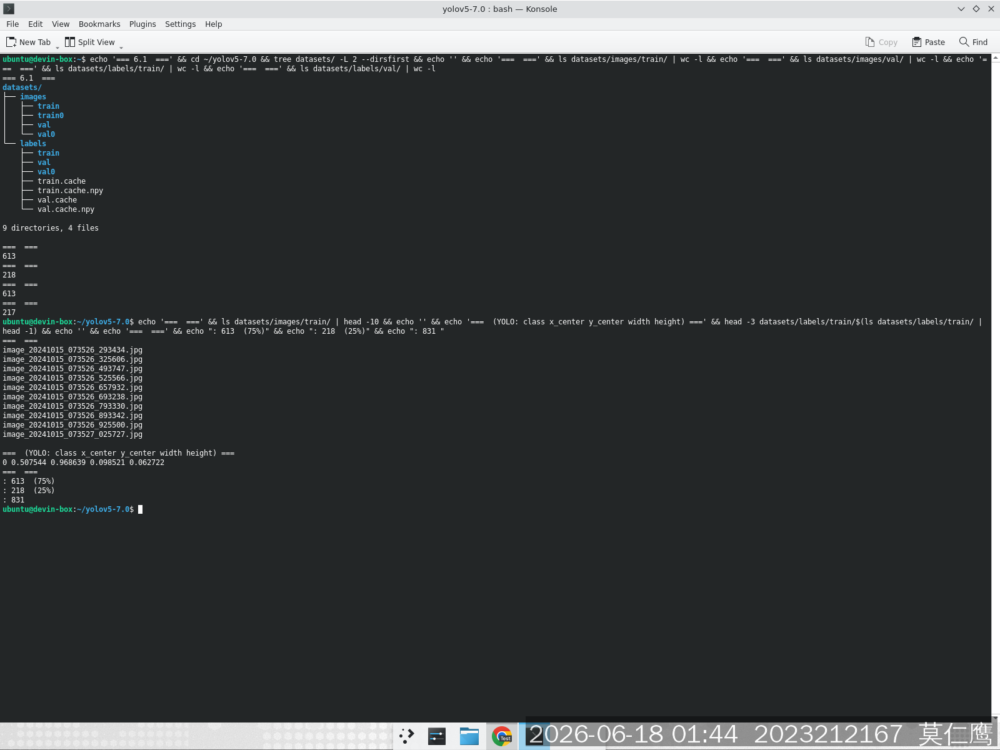 yolov5-7.0 : bash — Konsole
File Edit View Bookmarks Plugins Settings Help
New Tab Split View Copy Paste Find
ubuntu@devin-box:~$ echo '=== 6.1  ===' && cd ~/yolov5-7.0 && tree datasets/ -L 2 --dirsfirst && echo '' && echo '===  ===' && ls datasets/images/train/ | wc -l && echo '===  ===' && ls datasets/images/val/ | wc -l && echo '=
==  ===' && ls datasets/labels/train/ | wc -l && echo '===  ===' && ls datasets/labels/val/ | wc -l
=== 6.1  ===
datasets/
├── images
│   ├── train
│   ├── train0
│   ├── val
│   └── val0
└── labels
    ├── train
    ├── val
    ├── val0
    ├── train.cache
    ├── train.cache.npy
    ├── val.cache
    └── val.cache.npy
9 directories, 4 files
===  ===
613
===  ===
218
===  ===
613
===  ===
217
ubuntu@devin-box:~/yolov5-7.0$ echo '===  ===' && ls datasets/images/train/ | head -10 && echo '' && echo '===  (YOLO: class x_center y_center width height) ===' && head -3 datasets/labels/train/$(ls datasets/labels/train/ |
head -1) && echo '' && echo '===  ===' && echo ": 613  (75%)" && echo ": 218  (25%)" && echo ": 831 "
===  ===
image_20241015_073526_293434.jpg
image_20241015_073526_325606.jpg
image_20241015_073526_493747.jpg
image_20241015_073526_525566.jpg
image_20241015_073526_657932.jpg
image_20241015_073526_693238.jpg
image_20241015_073526_793330.jpg
image_20241015_073526_893342.jpg
image_20241015_073526_925500.jpg
image_20241015_073527_025727.jpg
===  (YOLO: class x_center y_center width height) ===
0 0.507544 0.968639 0.098521 0.062722
===  ===
: 613  (75%)
: 218  (25%)
: 831
ubuntu@devin-box:~/yolov5-7.0$
Test
2026-06-18 01:44 2023212167 莫仁鹰